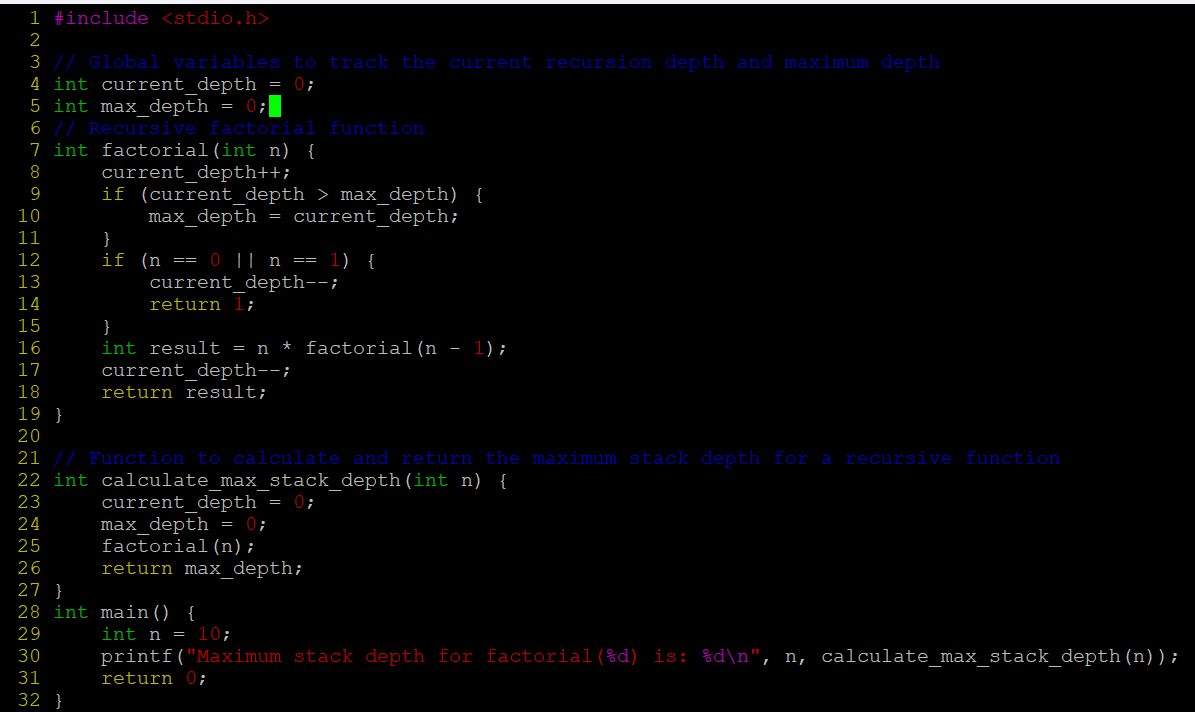 1 #include <stdio.h>
2
3 // Global variables to track the current recursion depth and maximum depth
4 int current_depth = 0;
5 int max_depth = 0;
6 // Recursive factorial function
7 int factorial(int n) {
8     current_depth++;
9     if (current_depth > max_depth) {
10         max_depth = current_depth;
11     }
12     if (n == 0 || n == 1) {
13         current_depth--;
14         return 1;
15     }
16     int result = n * factorial(n - 1);
17     current_depth--;
18     return result;
19 }
20
21 // Function to calculate and return the maximum stack depth for a recursive function
22 int calculate_max_stack_depth(int n) {
23     current_depth = 0;
24     max_depth = 0;
25     factorial(n);
26     return max_depth;
27 }
28 int main() {
29     int n = 10;
30     printf("Maximum stack depth for factorial(%d) is: %d\n", n, calculate_max_stack_depth(n));
31     return 0;
32 }